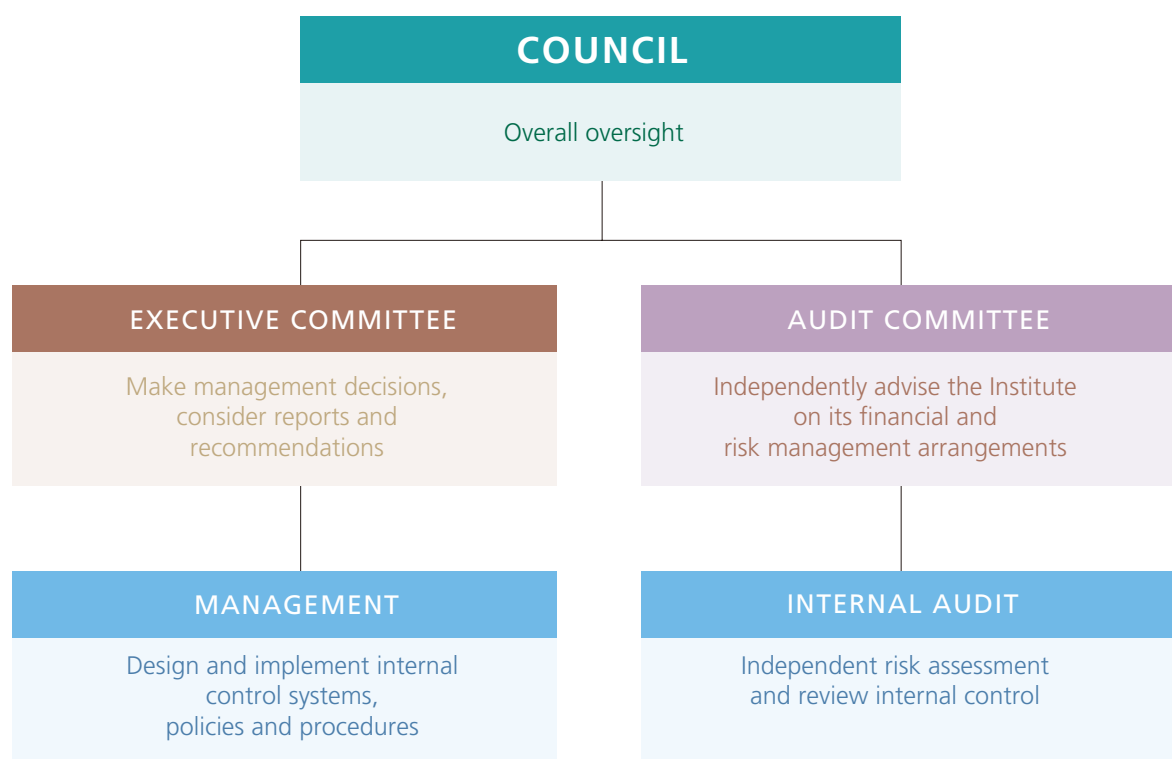 COUNCIL
Overall oversight
EXECUTIVE COMMITTEE
Make management decisions,
consider reports and
recommendations
AUDIT COMMITTEE
Independently advise the Institute
on its financial and
risk management arrangements
MANAGEMENT
Design and implement internal
control systems,
policies and procedures
INTERNAL AUDIT
Independent risk assessment
and review internal control